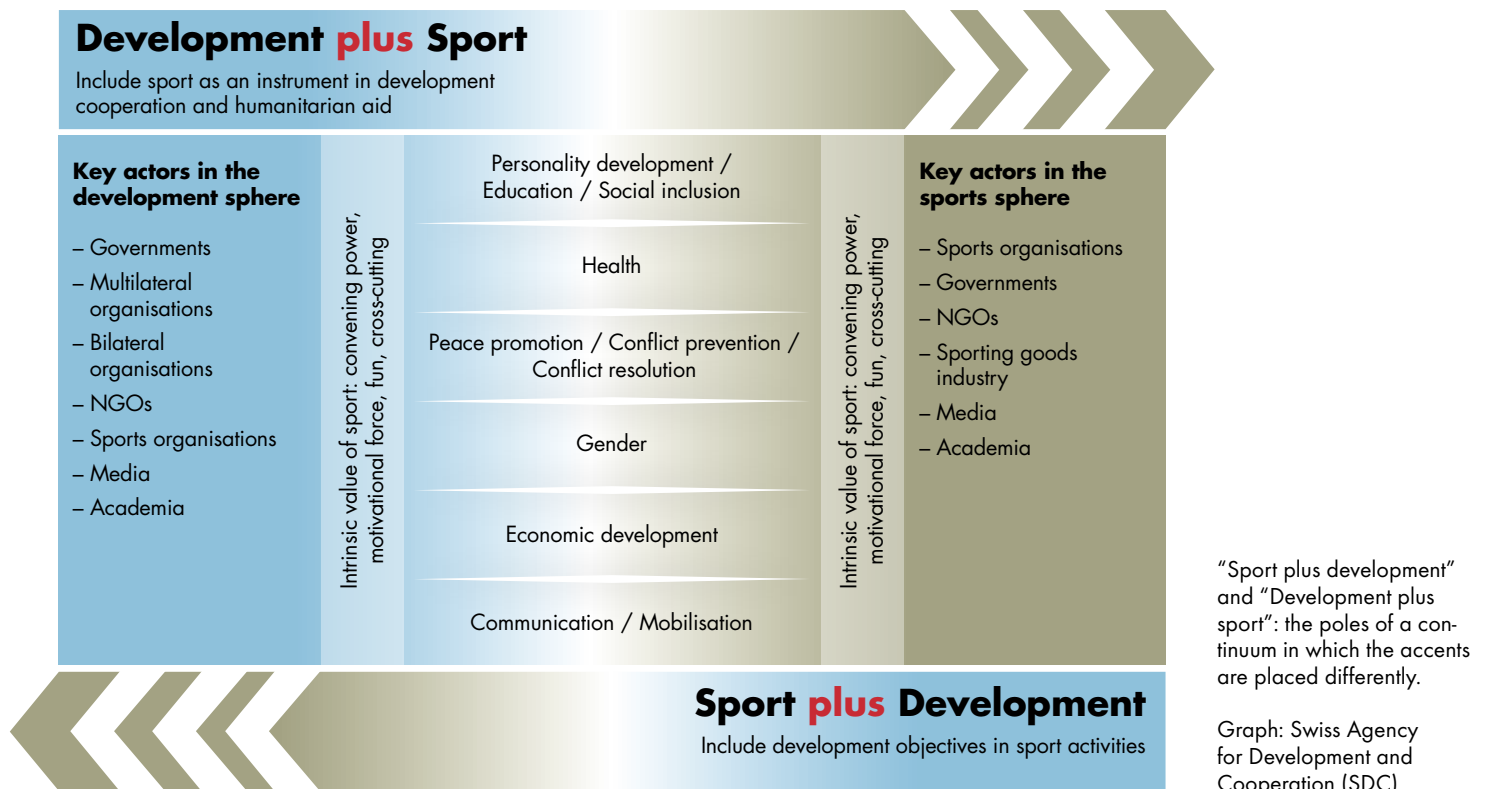 Development plus Sport
Include sport as an instrument in development
cooperation and humanitarian aid
Key actors in the
development sphere
– Governments
– Multilateral
organisations
– Bilateral
organisations
– NGOs
– Sports organisations
– Media
– Academia
Intrinsic value of sport: convening power,
motivational force, fun, cross-cutting
Personality development /
Education / Social inclusion
Health
Peace promotion / Conflict prevention /
Conflict resolution
Gender
Economic development
Communication / Mobilisation
Intrinsic value of sport: convening power,
motivational force, fun, cross-cutting
Key actors in the
sports sphere
– Sports organisations
– Governments
– NGOs
– Sporting goods
industry
– Media
– Academia
Sport plus Development
Include development objectives in sport activities
“Sport plus development”
and “Development plus
sport”: the poles of a con-
tinuum in which the accents
are placed differently.
Graph: Swiss Agency
for Development and
Cooperation (SDC)